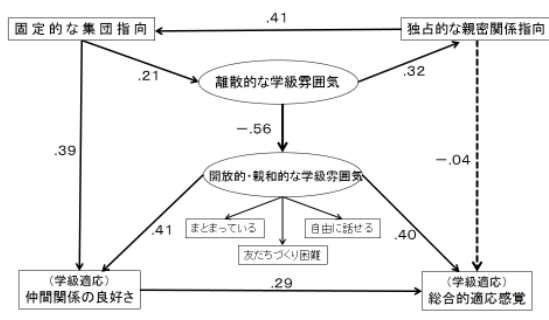 .41
固定的な集団指向
独占的な親密関係指向
.21
離散的な学級雰囲気
.32
−.56
.39
開放的・親和的な学級雰囲気
−.04
.41
まとまっている
自由に話せる
.40
友だちづくり困難
(学級適応)
仲間関係の良好さ
.29
(学級適応)
総合的適応感覚